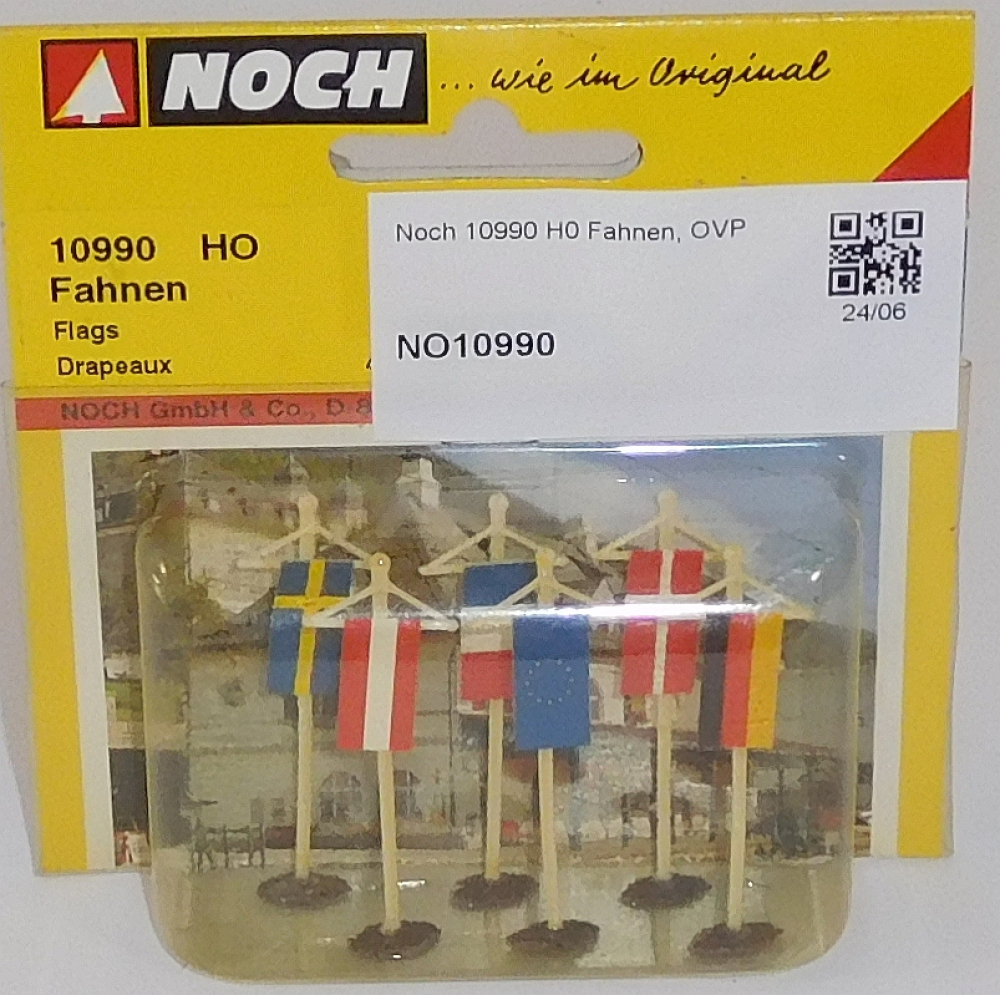 NOCH ... wie im Original
Noch 10990 H0 Fahnen, OVP
24/06
NO10990
10990 HO
Fahnen
Flags
Drapeaux
NOCH GmbH & Co., D-8